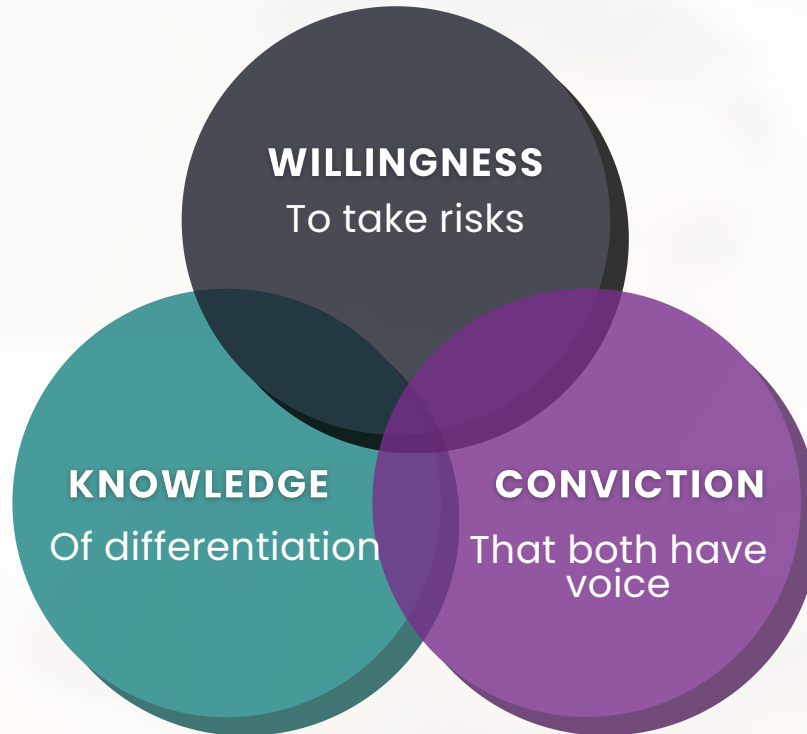 WILLINGNESS
To take risks
KNOWLEDGE
Of differentiation
CONVICTION
That both have
voice